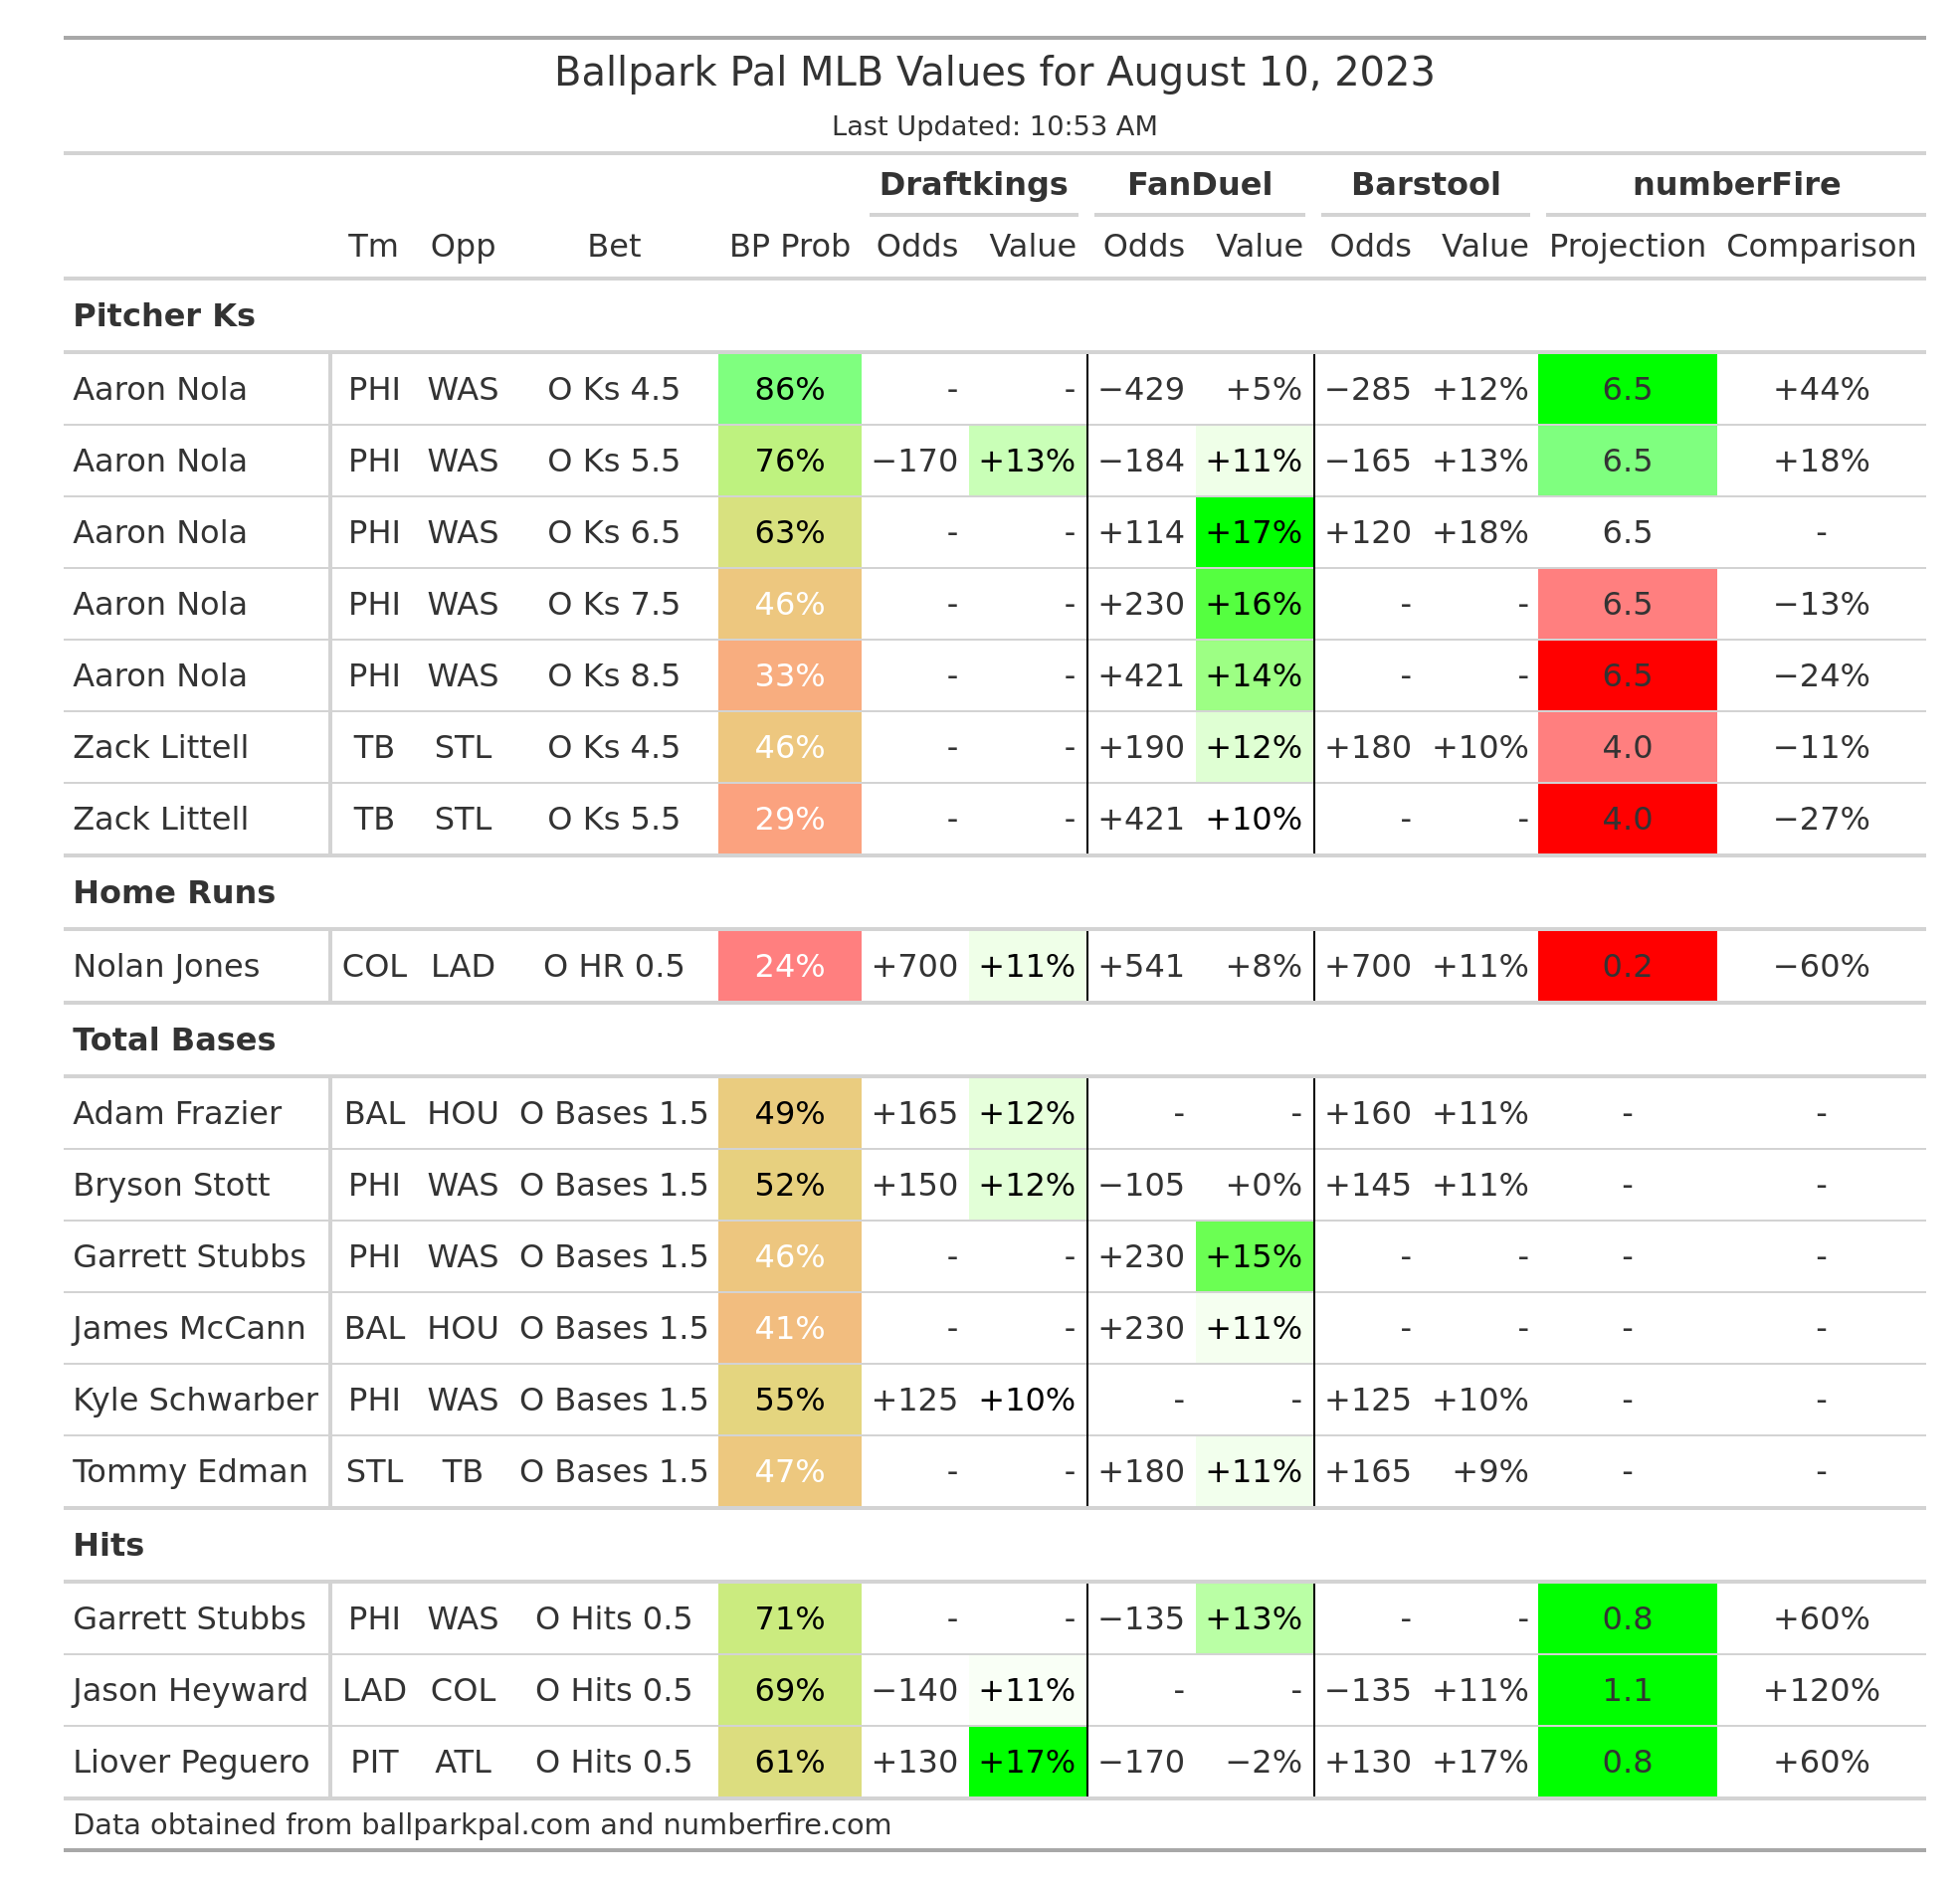 Ballpark Pal MLB Values for August 10, 2023
Last Updated: 10:53 AM
Draftkings FanDuel Barstool numberFire
Tm Opp Bet BP Prob Odds Value Odds Value Odds Value Projection Comparison
Pitcher Ks
Aaron Nola PHI WAS O Ks 4.5 86% - - −429 +5% −285 +12% 6.5 +44%
Aaron Nola PHI WAS O Ks 5.5 76% −170 +13% −184 +11% −165 +13% 6.5 +18%
Aaron Nola PHI WAS O Ks 6.5 63% - - +114 +17% +120 +18% 6.5 -
Aaron Nola PHI WAS O Ks 7.5 46% - - +230 +16% - - 6.5 −13%
Aaron Nola PHI WAS O Ks 8.5 33% - - +421 +14% - - 6.5 −24%
Zack Littell TB STL O Ks 4.5 46% - - +190 +12% +180 +10% 4.0 −11%
Zack Littell TB STL O Ks 5.5 29% - - +421 +10% - - 4.0 −27%
Home Runs
Nolan Jones COL LAD O HR 0.5 24% +700 +11% +541 +8% +700 +11% 0.2 −60%
Total Bases
Adam Frazier BAL HOU O Bases 1.5 49% +165 +12% - - +160 +11% - -
Bryson Stott PHI WAS O Bases 1.5 52% +150 +12% −105 +0% +145 +11% - -
Garrett Stubbs PHI WAS O Bases 1.5 46% - - +230 +15% - - - -
James McCann BAL HOU O Bases 1.5 41% - - +230 +11% - - - -
Kyle Schwarber PHI WAS O Bases 1.5 55% +125 +10% - - +125 +10% - -
Tommy Edman STL TB O Bases 1.5 47% - - +180 +11% +165 +9% - -
Hits
Garrett Stubbs PHI WAS O Hits 0.5 71% - - −135 +13% - - 0.8 +60%
Jason Heyward LAD COL O Hits 0.5 69% −140 +11% - - −135 +11% 1.1 +120%
Liover Peguero PIT ATL O Hits 0.5 61% +130 +17% −170 −2% +130 +17% 0.8 +60%
Data obtained from ballparkpal.com and numberfire.com